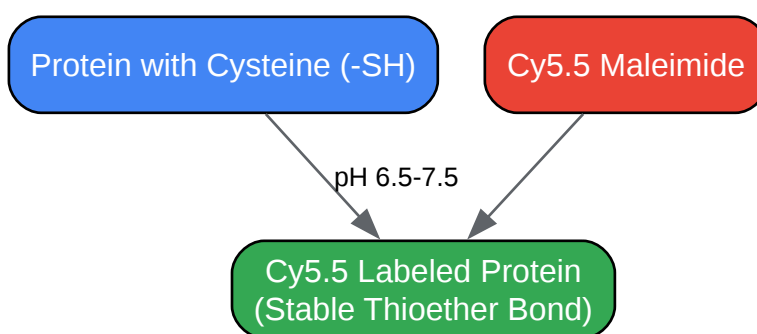 Protein with Cysteine (-SH)
Cy5.5 Maleimide
pH 6.5-7.5
Cy5.5 Labeled Protein
(Stable Thioether Bond)